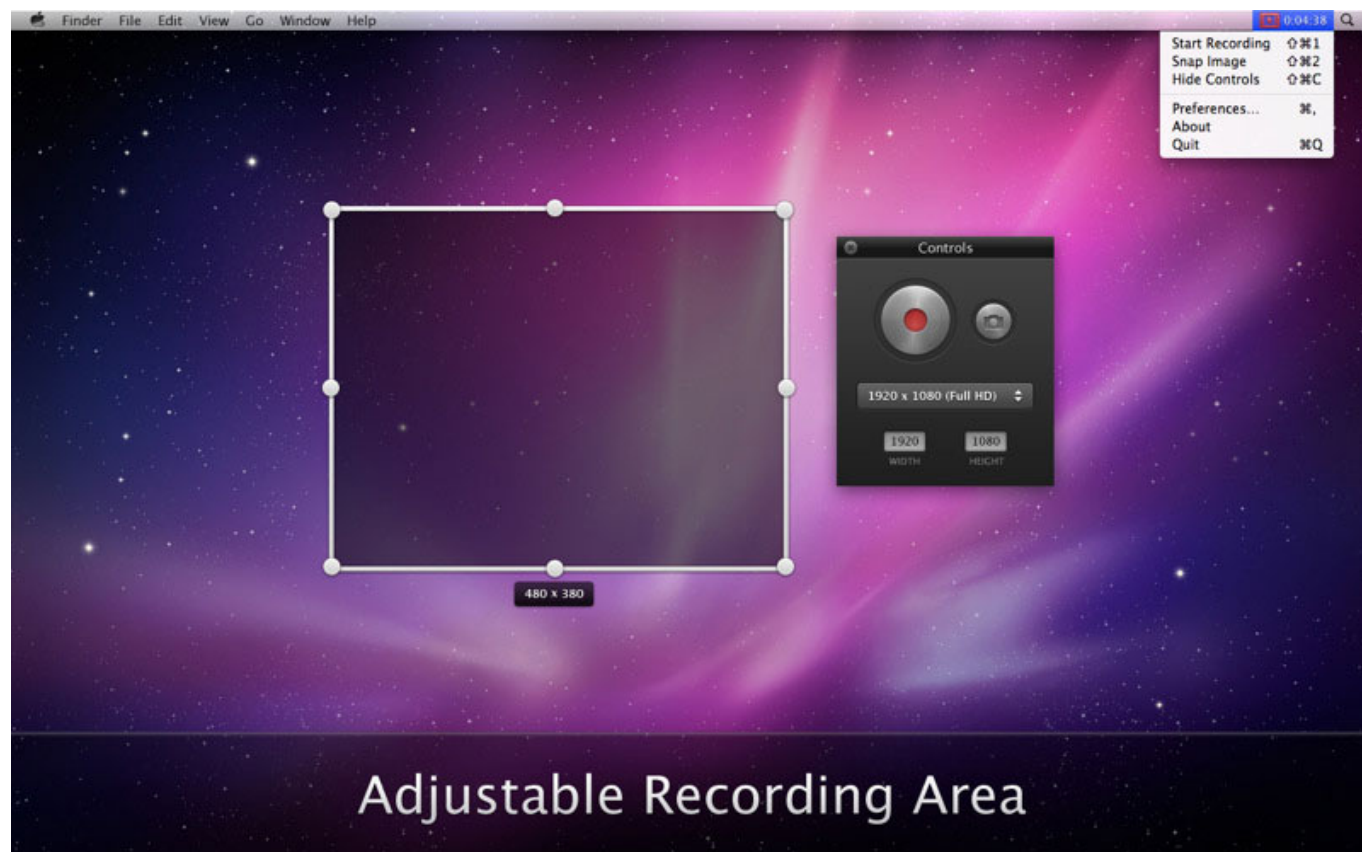 Finder File Edit View Go Window Help
0:04:38
Start Recording ⇧⌘1
Snap Image ⇧⌘2
Hide Controls ⇧⌘C
Preferences... ⌘,
About
Quit ⌘Q
Controls
1920 x 1080 (Full HD)
1920 1080
WIDTH HEIGHT
480 x 380
Adjustable Recording Area